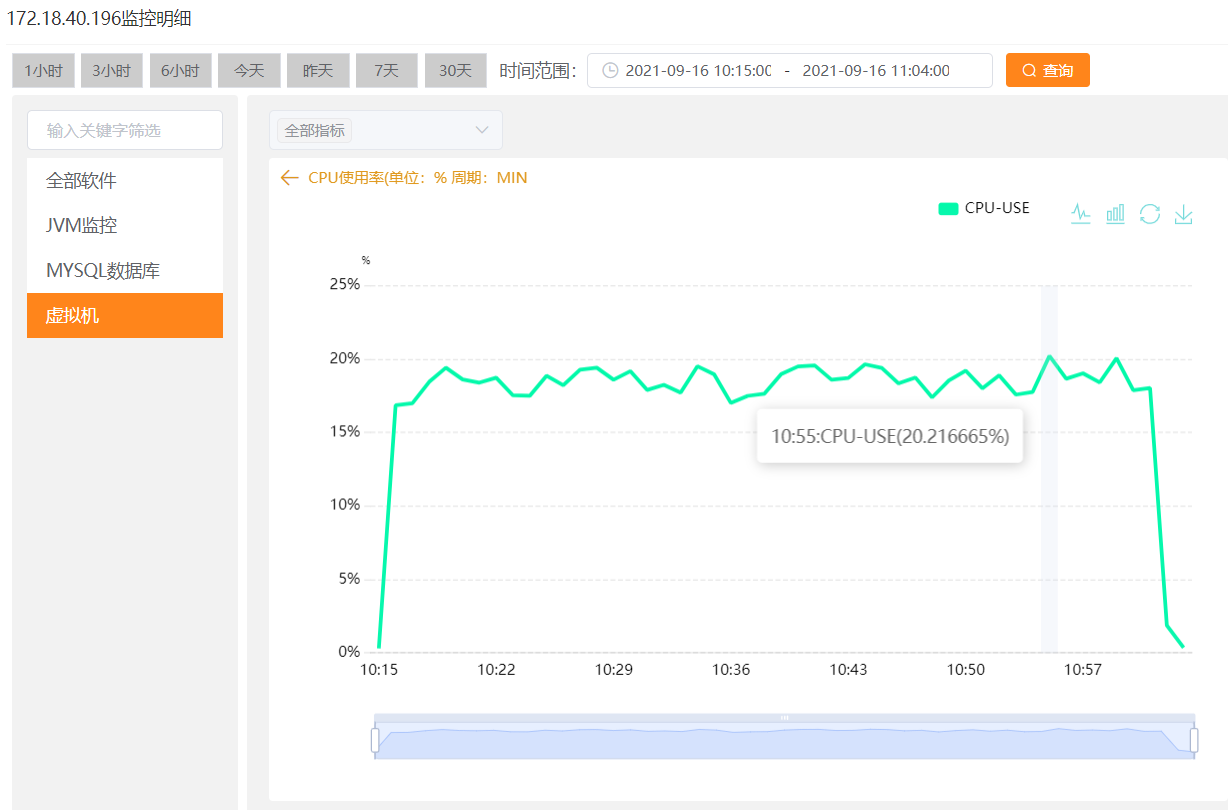 172.18.40.196监控明细
1小时 3小时 6小时 今天 昨天 7天 30天 时间范围： 2021-09-16 10:15:00 - 2021-09-16 11:04:00 查询
输入关键字筛选
全部指标
全部软件
JVM监控
MYSQL数据库
虚拟机
CPU使用率(单位：% 周期：MIN
CPU-USE
%
25%
20%
15%
10%
5%
0%
10:55:CPU-USE(20.216665%)
10:15 10:22 10:29 10:36 10:43 10:50 10:57